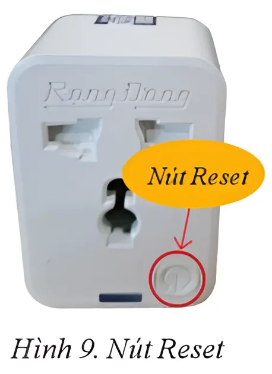 Rang Dong
Nút Reset
Hình 9. Nút Reset